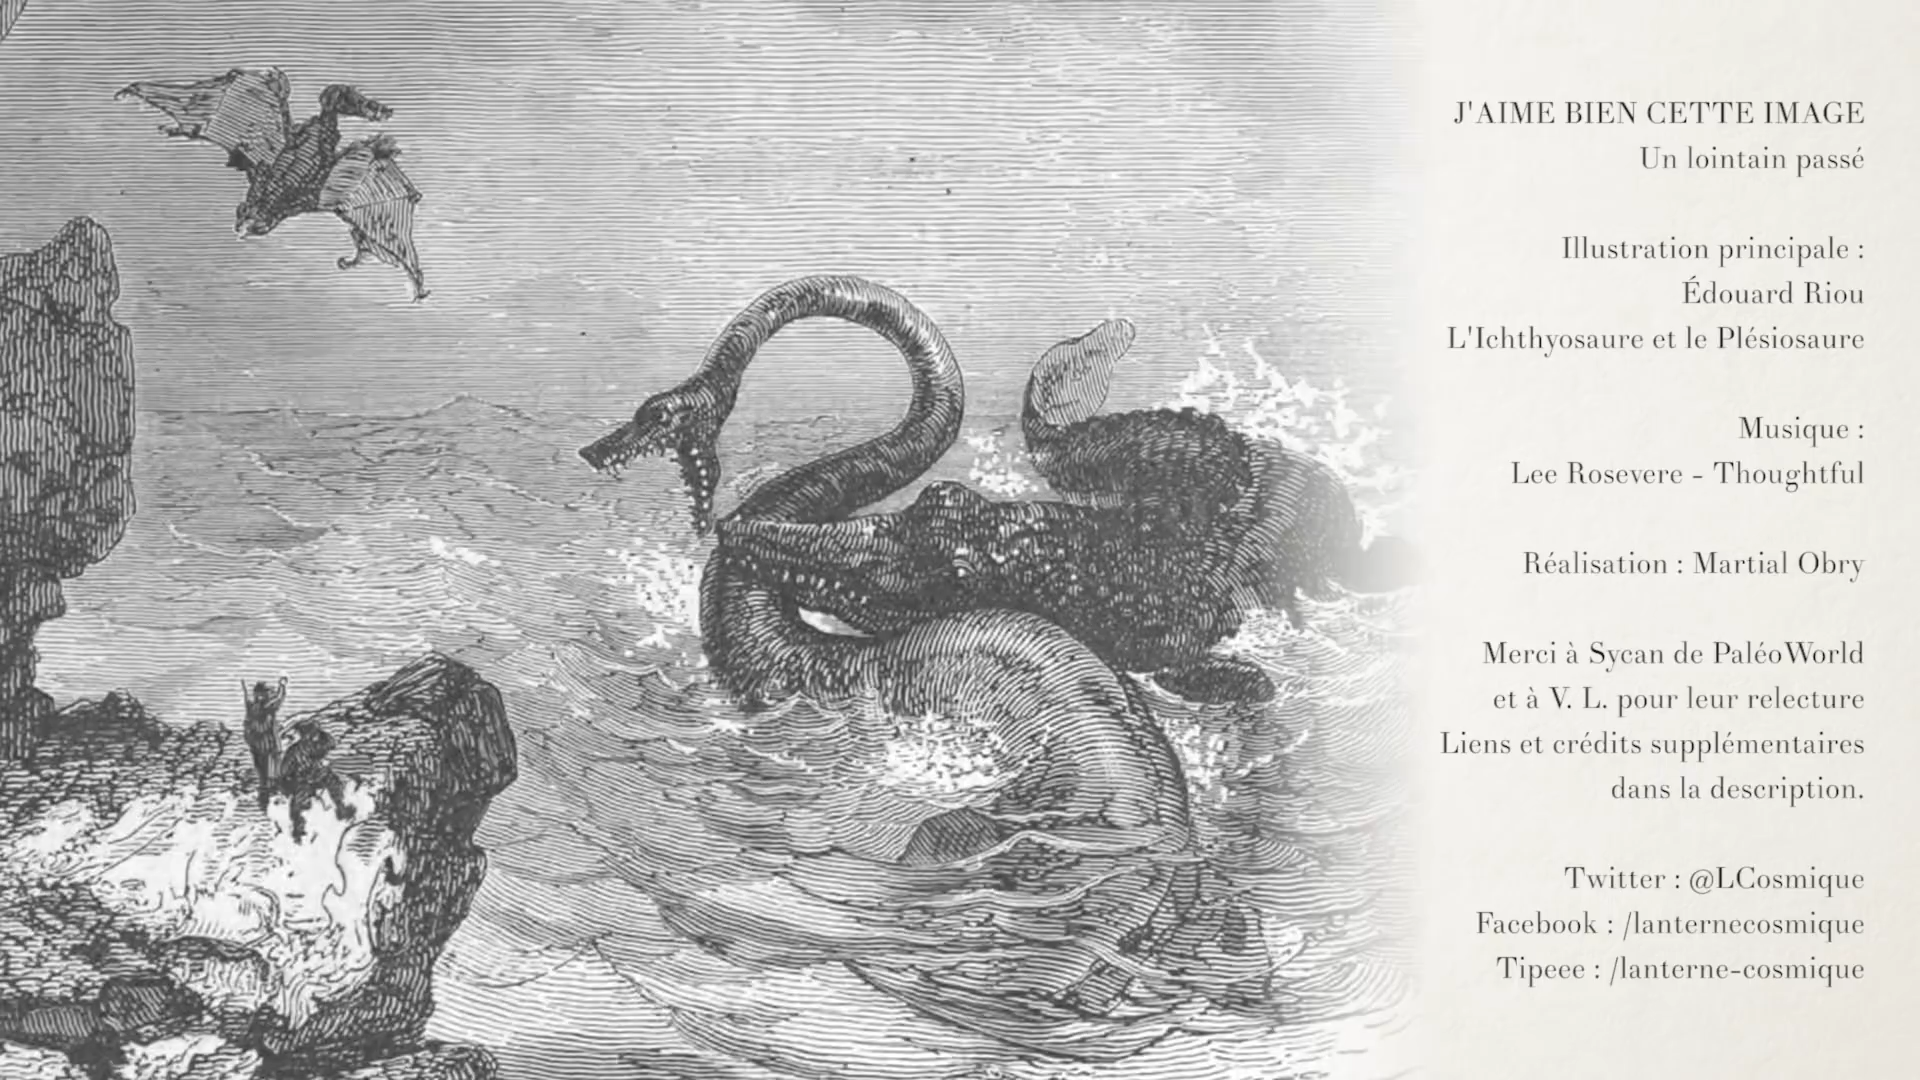 J'AIME BIEN CETTE IMAGE
Un lointain passé
Illustration principale :
Édouard Riou
L'Ichthyosaure et le Plésiosaure
Musique :
Lee Rosevere - Thoughtful
Réalisation : Martial Obry
Merci à Sycan de PaléoWorld
et à V. L. pour leur relecture
Liens et crédits supplémentaires
dans la description.
Twitter : @LCosmique
Facebook : /lanternecosmique
Tipeee : /lanterne-cosmique